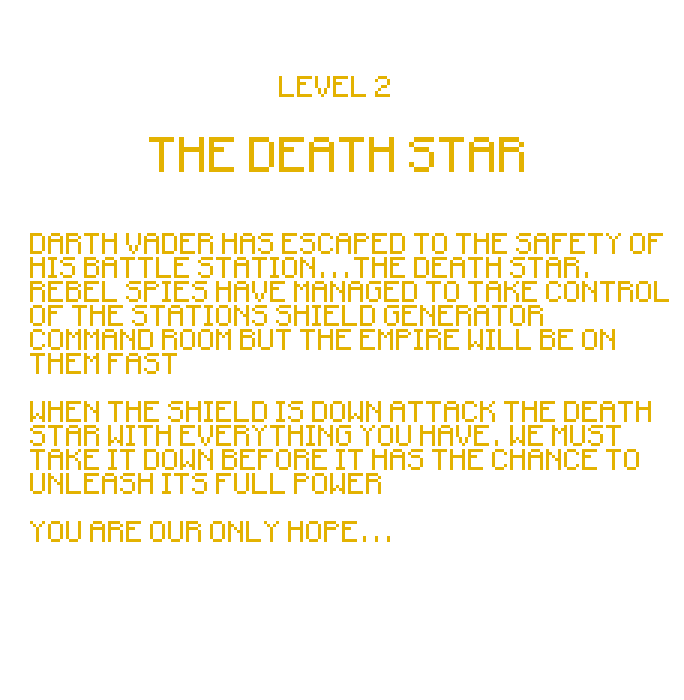 LEVEL 2
THE DEATH STAR
DARTH VADER HAS ESCAPED TO THE SAFETY OF
HIS BATTLE STATION...THE DEATH STAR.
REBEL SPIES HAVE MANAGED TO TAKE CONTROL
OF THE STATIONS SHIELD GENERATOR
COMMAND ROOM BUT THE EMPIRE WILL BE ON
THEM FAST
WHEN THE SHIELD IS DOWN ATTACK THE DEATH
STAR WITH EVERYTHING YOU HAVE. WE MUST
TAKE IT DOWN BEFORE IT HAS THE CHANCE TO
UNLEASH ITS FULL POWER
YOU ARE OUR ONLY HOPE...